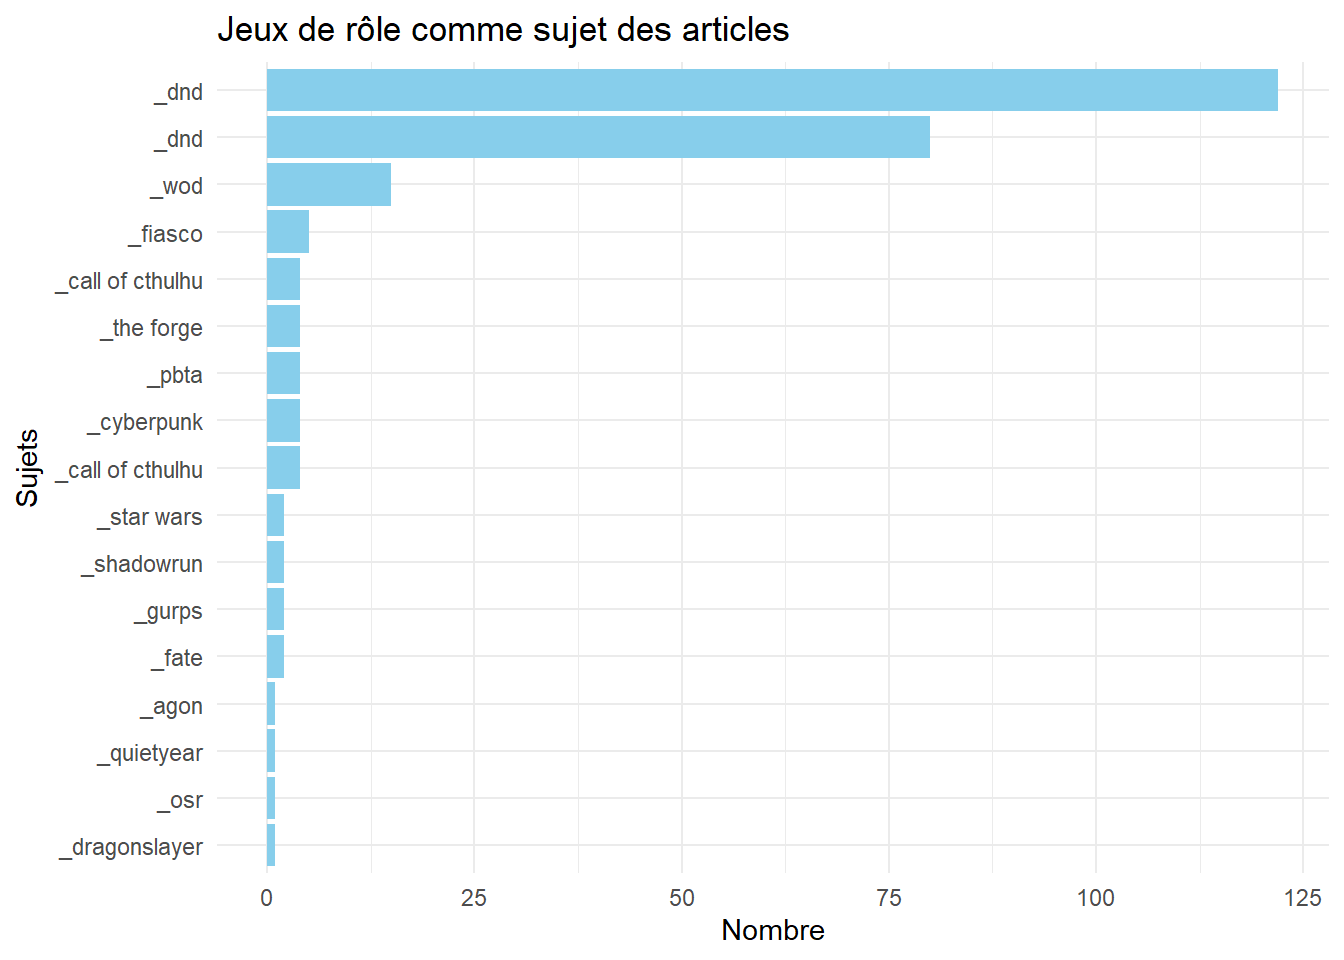 Jeux de rôle comme sujet des articles
_dnd
_dnd
_wod
_fiasco
_call of cthulhu
_the forge
_pbta
_cyberpunk
_call of cthulhu
_star wars
_shadowrun
_gurps
_fate
_agon
_quietyear
_osr
_dragonslayer
Sujets
0 25 50 75 100 125
Nombre